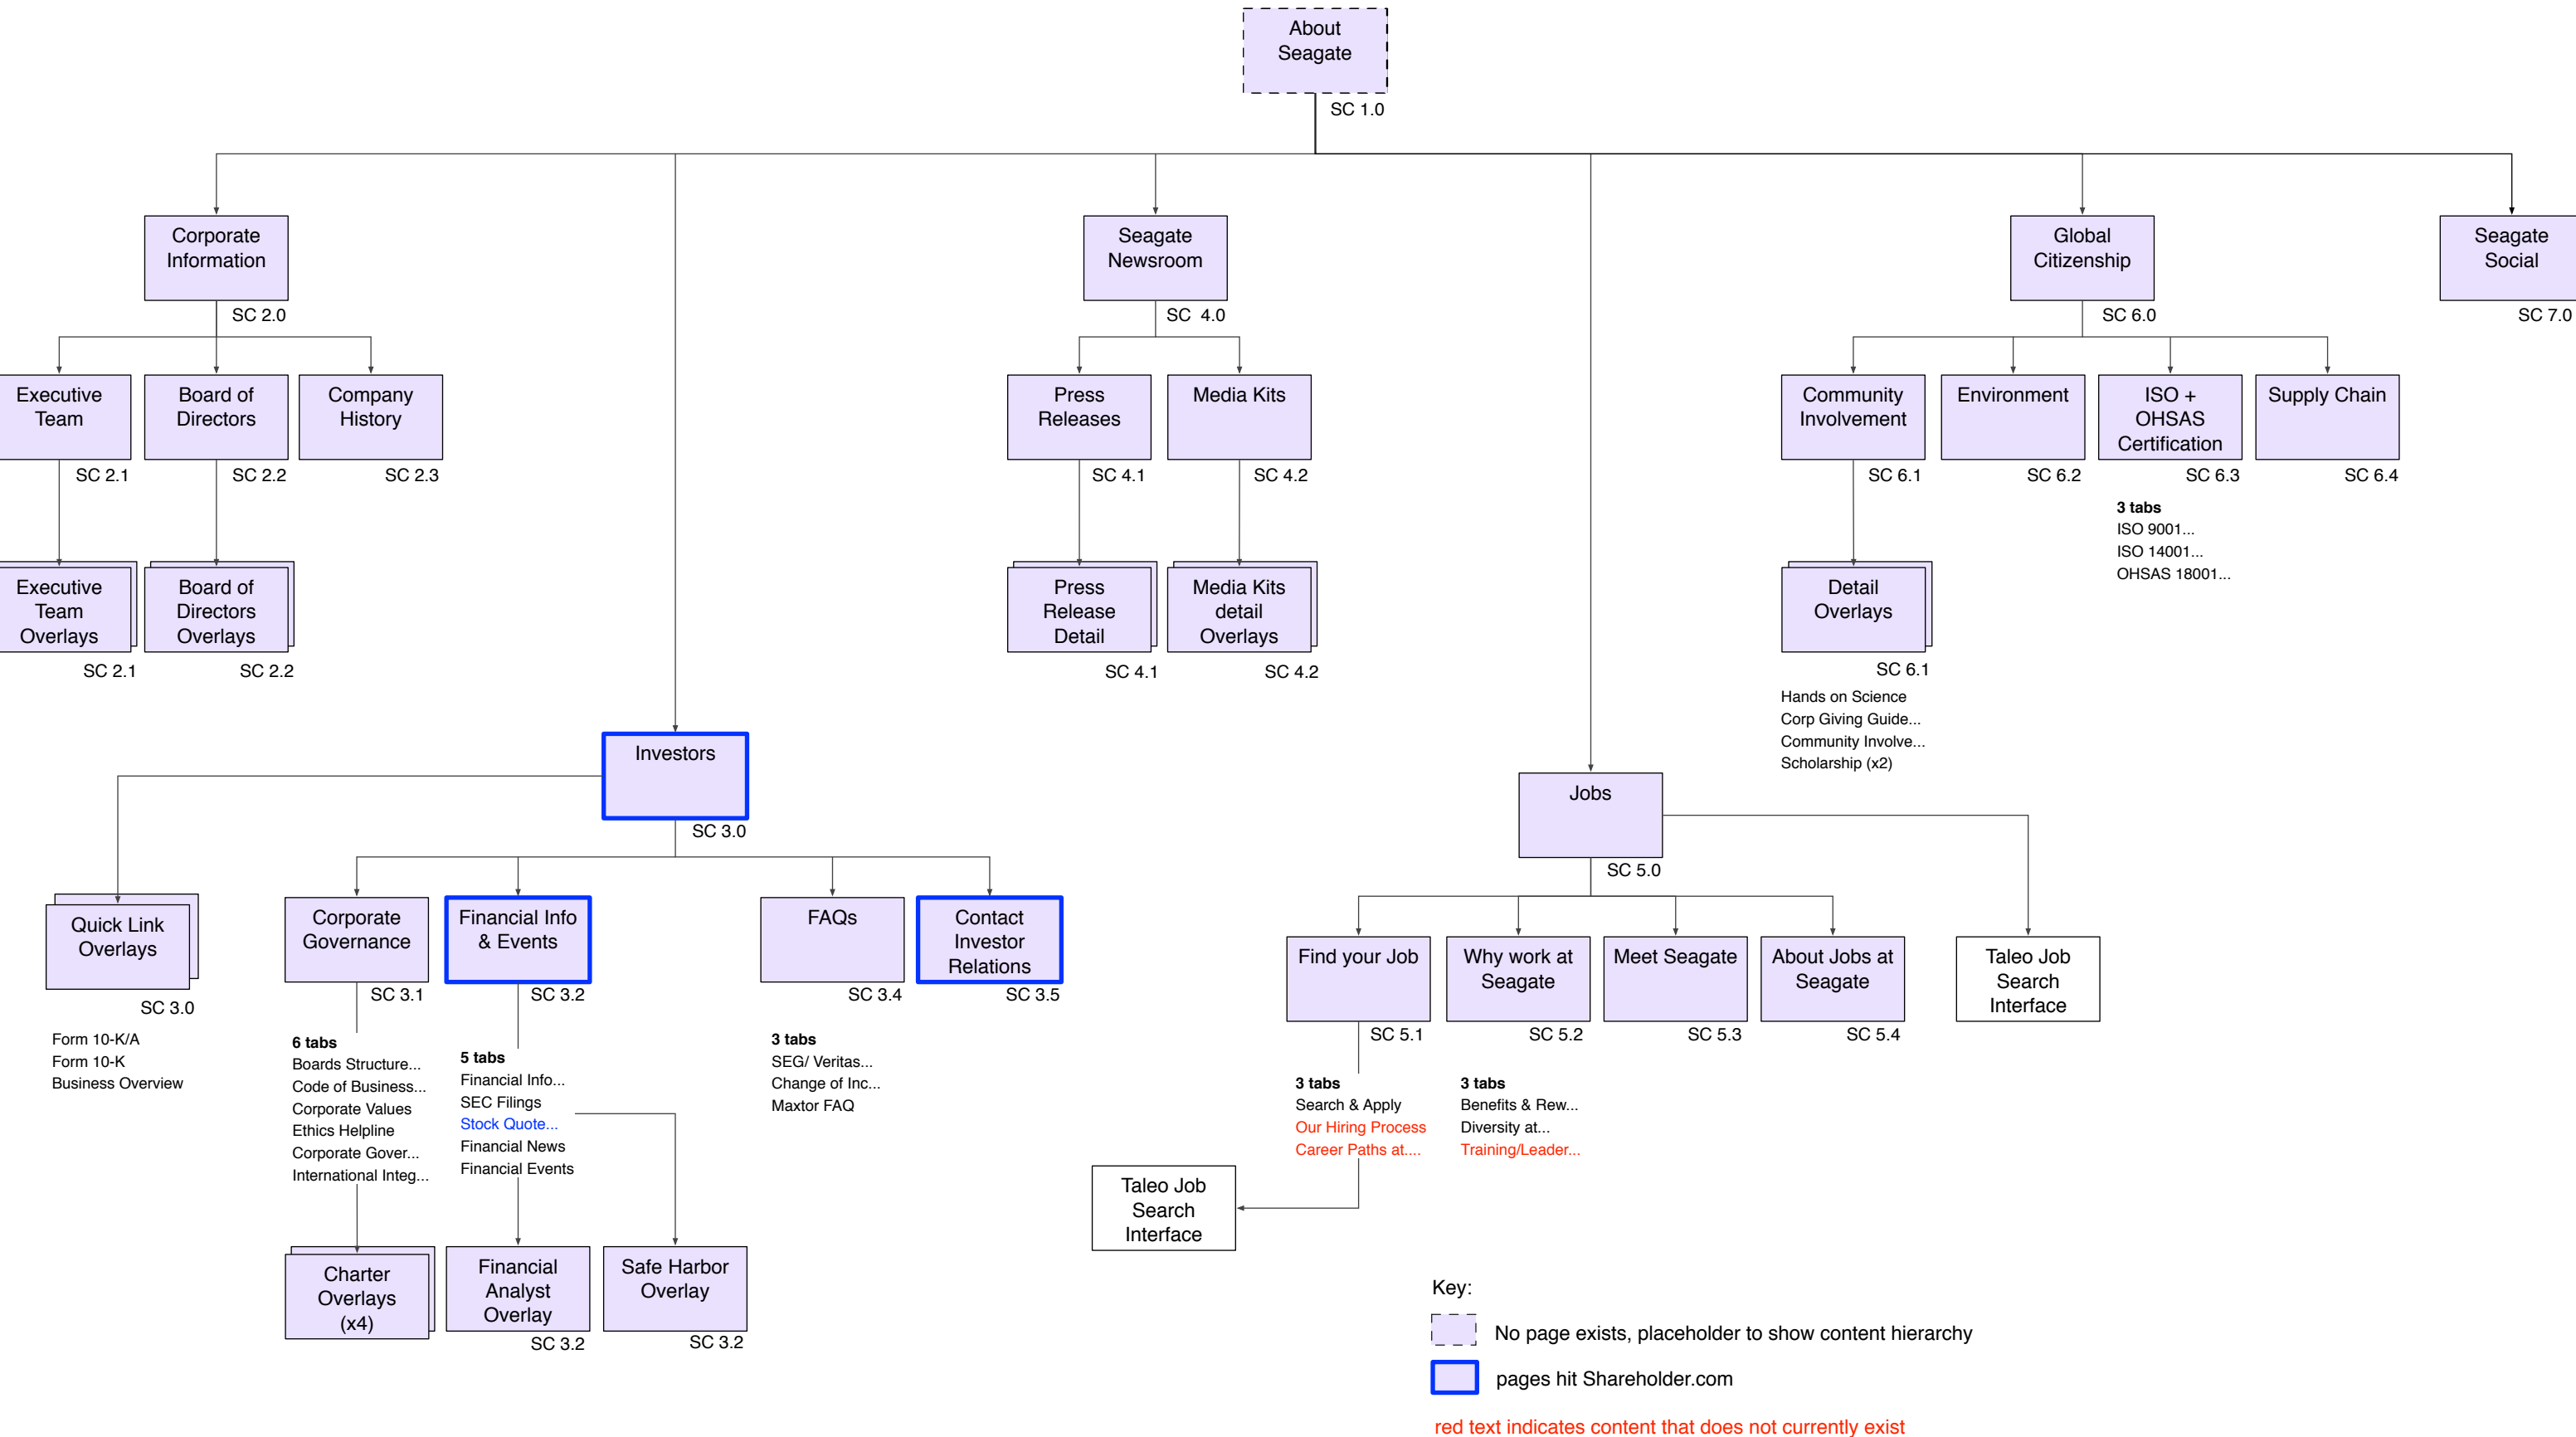 About
Seagate
SC 1.0
Corporate
Information
SC 2.0
Seagate
Newsroom
SC  4.0
Global
Citizenship
SC 6.0
Seagate
Social
SC 7.0
Executive
Team
SC 2.1
Board of
Directors
SC 2.2
Company
History
SC 2.3
Press
Releases
SC 4.1
Media Kits
SC 4.2
Community
Involvement
SC 6.1
Environment
SC 6.2
ISO +
OHSAS
Certification
SC 6.3
Supply Chain
SC 6.4
3 tabs
ISO 9001...
ISO 14001...
OHSAS 18001...
Executive
Team
Overlays
SC 2.1
Board of
Directors
Overlays
SC 2.2
Press
Release
Detail
SC 4.1
Media Kits
detail
Overlays
SC 4.2
Detail
Overlays
SC 6.1
Hands on Science
Corp Giving Guide...
Community Involve...
Scholarship (x2)
Investors
SC 3.0
Jobs
SC 5.0
Quick Link
Overlays
SC 3.0
Form 10-K/A
Form 10-K
Business Overview
Corporate
Governance
SC 3.1
6 tabs
Boards Structure...
Code of Business...
Corporate Values
Ethics Helpline
Corporate Gover...
International Integ...
Financial Info
& Events
SC 3.2
5 tabs
Financial Info...
SEC Filings
Stock Quote...
Financial News
Financial Events
FAQs
SC 3.4
3 tabs
SEG/ Veritas...
Change of Inc...
Maxtor FAQ
Contact
Investor
Relations
SC 3.5
Find your Job
SC 5.1
3 tabs
Search & Apply
Our Hiring Process
Career Paths at....
Why work at
Seagate
SC 5.2
3 tabs
Benefits & Rew...
Diversity at...
Training/Leader...
Meet Seagate
SC 5.3
About Jobs at
Seagate
SC 5.4
Taleo Job
Search
Interface
Taleo Job
Search
Interface
Charter
Overlays
(x4)
Financial
Analyst
Overlay
SC 3.2
Safe Harbor
Overlay
SC 3.2
Key:
No page exists, placeholder to show content hierarchy
pages hit Shareholder.com
red text indicates content that does not currently exist